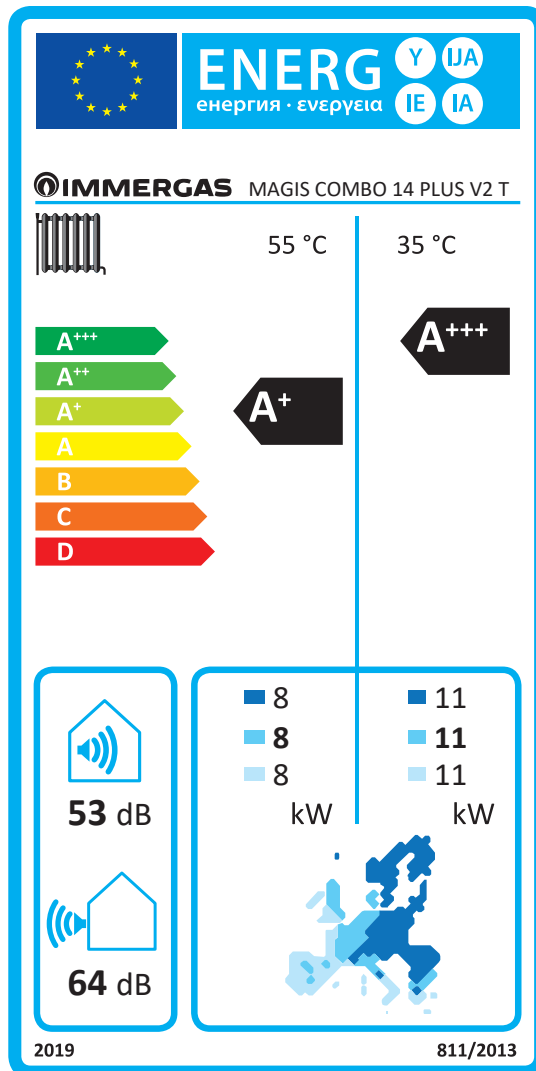 ENERG Y IJA
енергия · ενεργεια IE IA
IMMERGAS MAGIS COMBO 14 PLUS V2 T
55 °C 35 °C
A+++
A+++
A++
A+
A+
A
B
C
D
8 11
8 11
8 11
kW kW
53 dB
64 dB
2019 811/2013